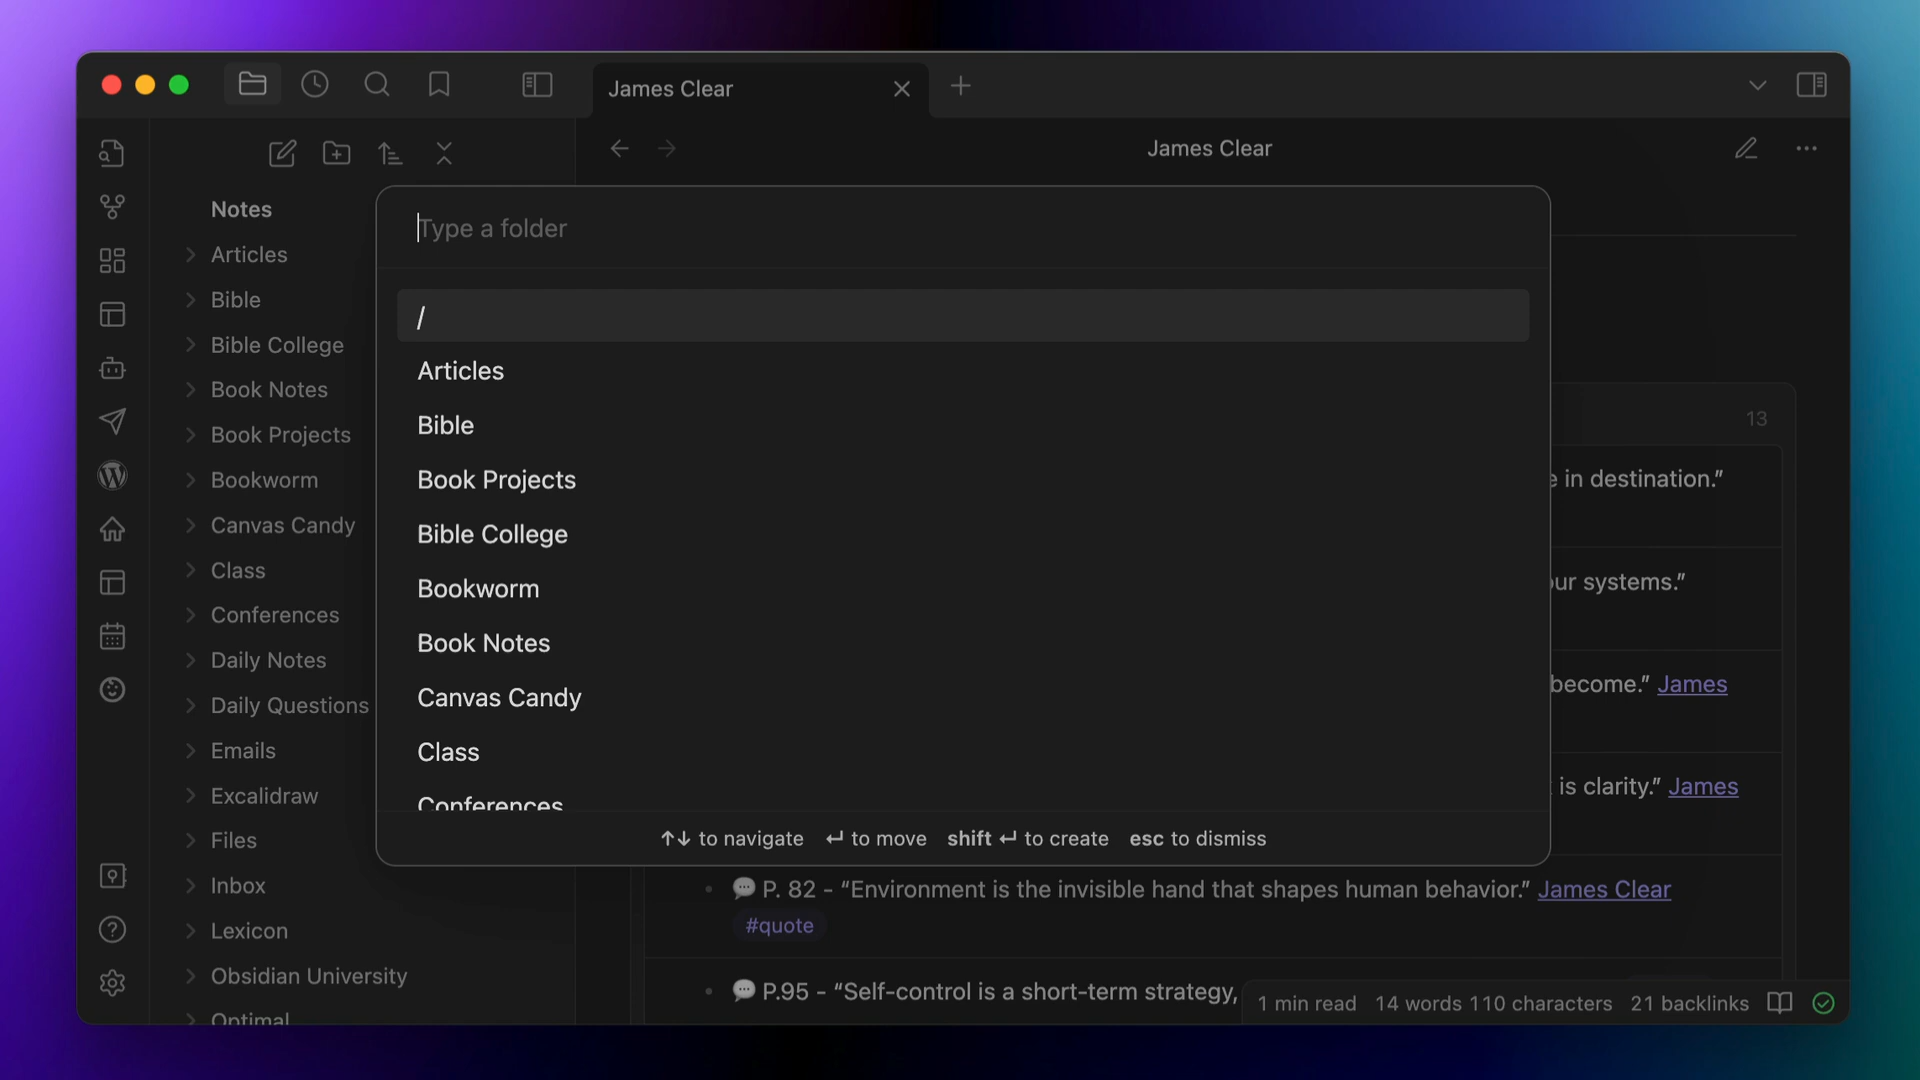 James Clear
James Clear
Notes
Articles
Bible
Bible College
Book Notes
Book Projects
Bookworm
Canvas Candy
Class
Conferences
Daily Notes
Daily Questions
Emails
Excalidraw
Files
Inbox
Lexicon
Obsidian University
Optimal
Type a folder
/
Articles
Bible
Book Projects
Bible College
Bookworm
Book Notes
Canvas Candy
Class
Conferences
↑↓ to navigate ↵ to move shift ↵ to create esc to dismiss
13
in destination.”
ur systems.”
become.” James
is clarity.” James
P. 82 - “Environment is the invisible hand that shapes human behavior.” James Clear
#quote
P.95 - “Self-control is a short-term strategy,
1 min read 14 words 110 characters 21 backlinks